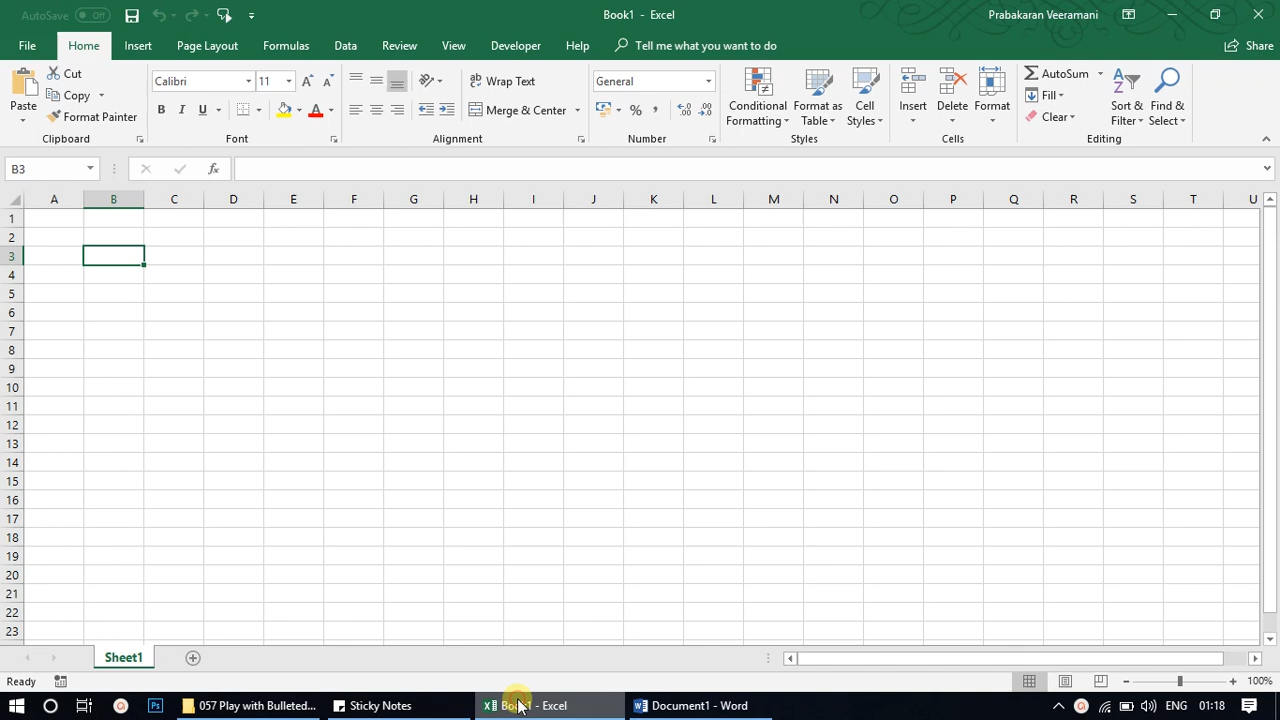 AutoSave Off
Book1 - Excel
Prabakaran Veeramani
File Home Insert Page Layout Formulas Data Review View Developer Help Tell me what you want to do Share
Paste
Cut
Copy
Format Painter
Clipboard
Calibri 11
B I U A
Font
Wrap Text
Merge & Center
Alignment
General
% ,
Number
Conditional Formatting
Format as Table
Cell Styles
Styles
Insert
Delete
Format
Cells
AutoSum
Fill
Clear
Sort & Filter
Find & Select
Editing
B3 fx
A B C D E F G H I J K L M N O P Q R S T U
1
2
3
4
5
6
7
8
9
10
11
12
13
14
15
16
17
18
19
20
21
22
23
Sheet1
Ready 100%
057 Play with Bulleted... Sticky Notes Book1 - Excel Document1 - Word ENG 01:18